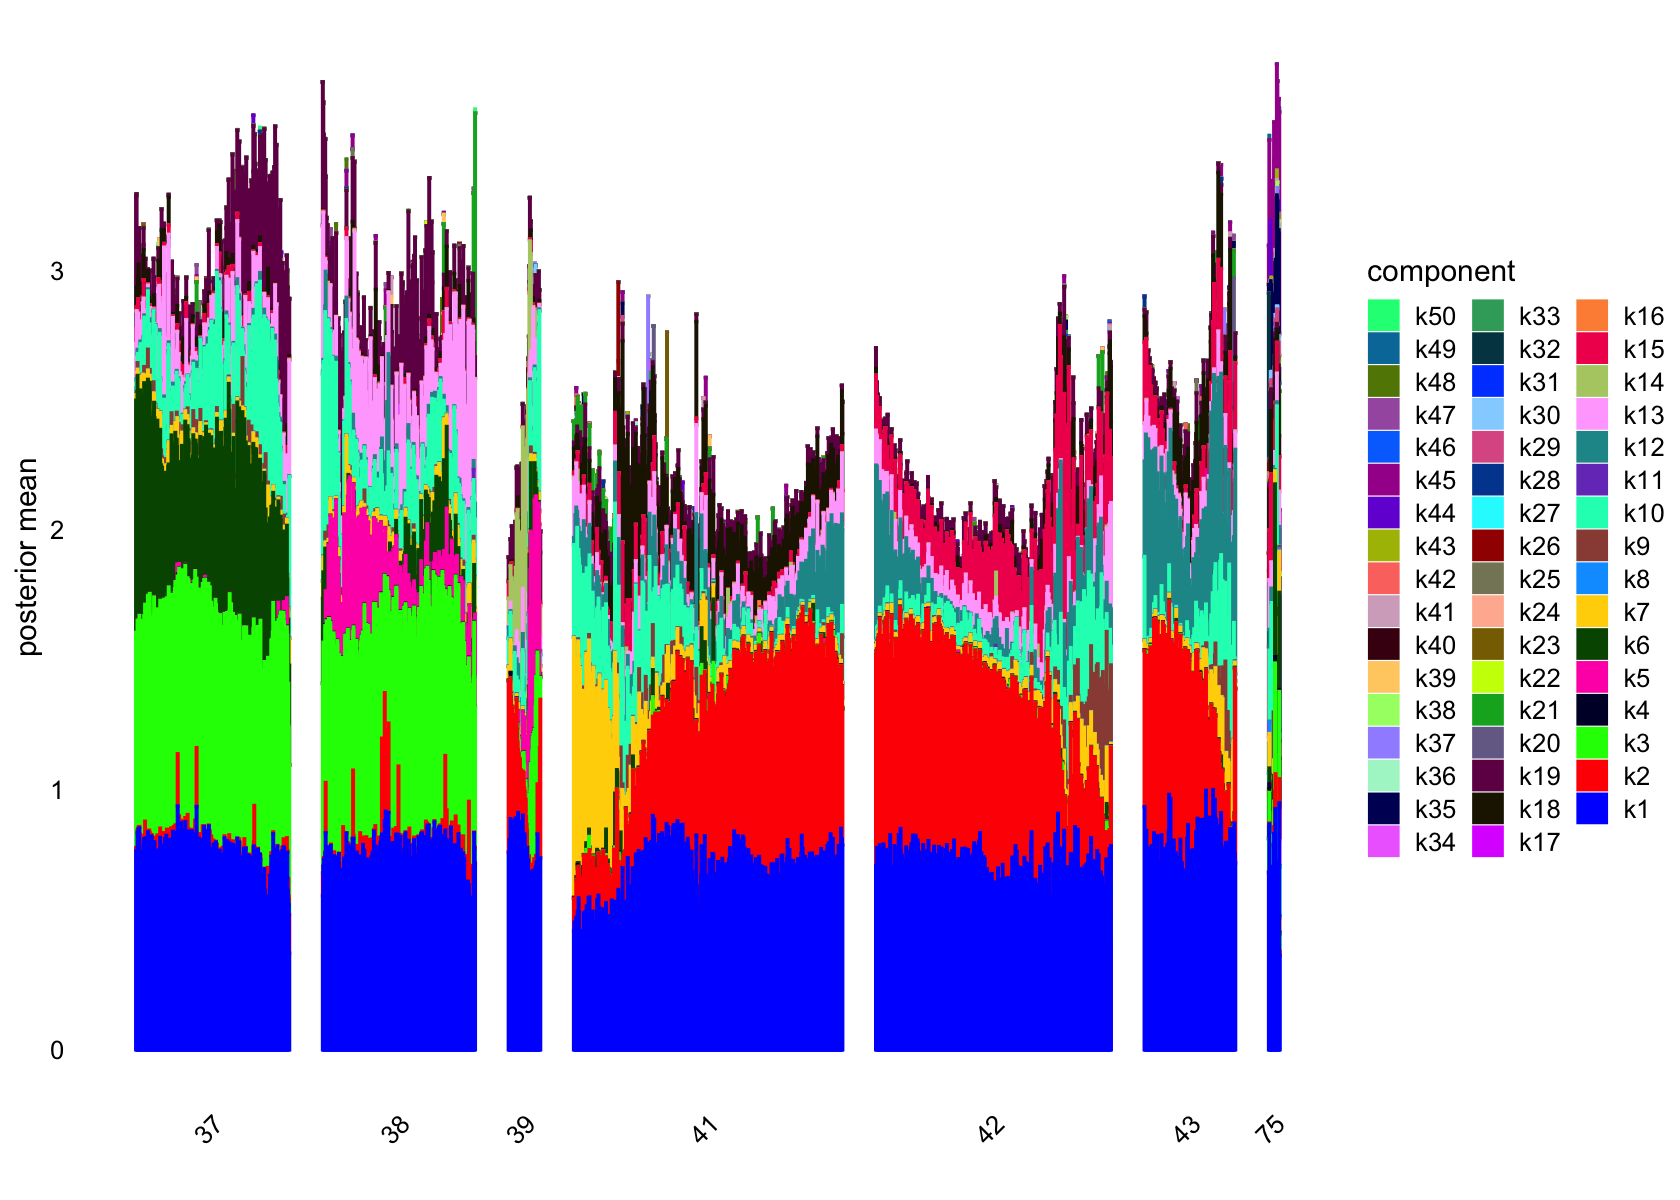 posterior mean
3
2
1
0
37
38
39
41
42
43
75
component
k50 k33 k16
k49 k32 k15
k48 k31 k14
k47 k30 k13
k46 k29 k12
k45 k28 k11
k44 k27 k10
k43 k26 k9
k42 k25 k8
k41 k24 k7
k40 k23 k6
k39 k22 k5
k38 k21 k4
k37 k20 k3
k36 k19 k2
k35 k18 k1
k34 k17